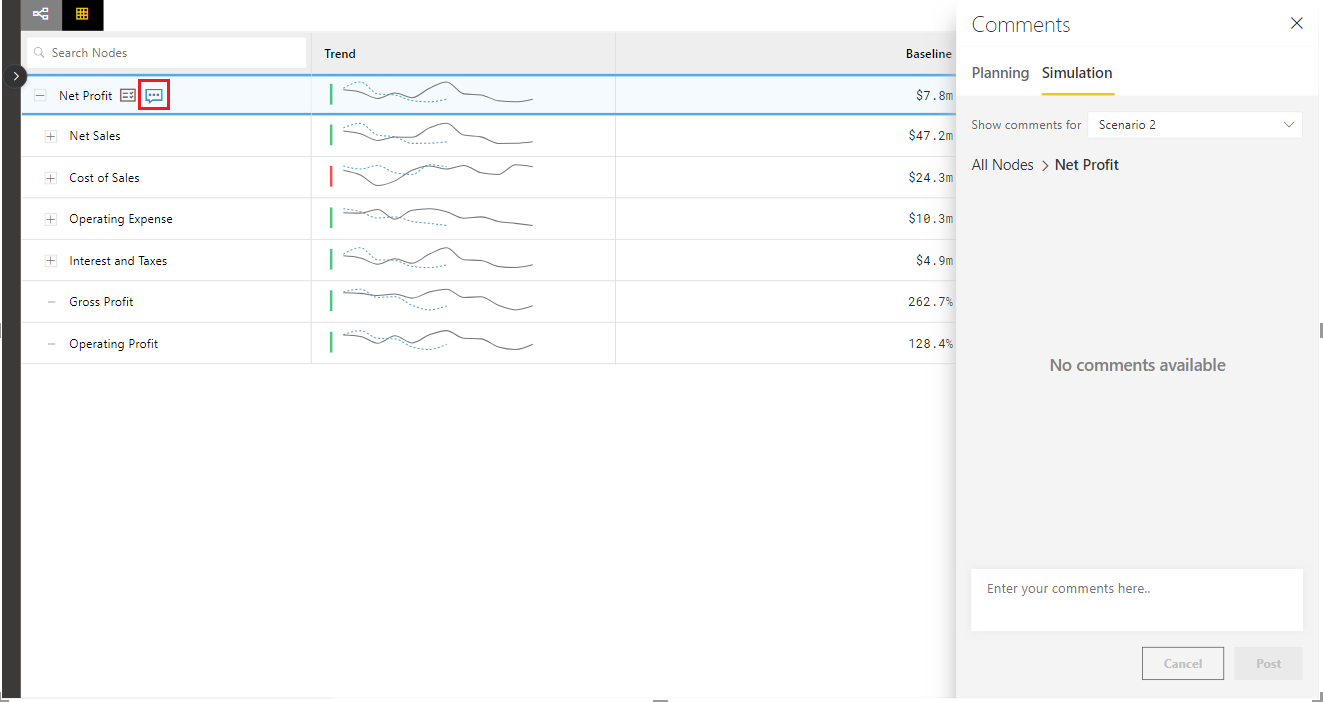 Comments
Planning Simulation
Show comments for Scenario 2
All Nodes > Net Profit
No comments available
Enter your comments here..
Cancel Post
Search Nodes Trend Baseline
Net Profit $7.8m
Net Sales $47.2m
Cost of Sales $24.3m
Operating Expense $10.3m
Interest and Taxes $4.9m
Gross Profit 262.7%
Operating Profit 128.4%